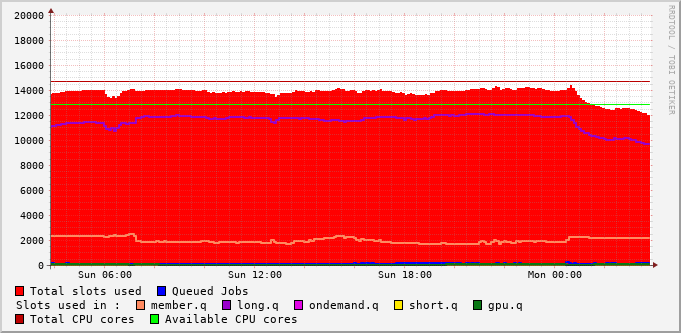 20000
18000
16000
14000
12000
10000
8000
6000
4000
2000
0
Sun 06:00 Sun 12:00 Sun 18:00 Mon 00:00
Total slots used Queued Jobs
Slots used in : member.q long.q ondemand.q short.q gpu.q
Total CPU cores Available CPU cores
RRDTOOL / TOBI OETIKER